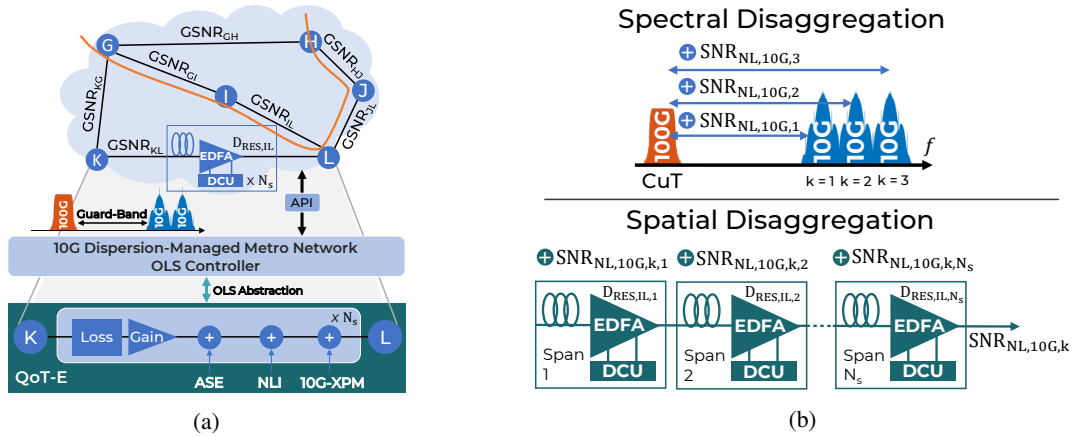 GSNR_GH
G
H
GSNR_HJ
GSNR_GI
GSNR_KG
I
J
GSNR_IL
GSNR_JL
GSNR_KL
D_RES,IL
K
EDFA
L
DCU
x N_s
API
100G
Guard-Band
10G
10G
10G Dispersion-Managed Metro Network
OLS Controller
OLS Abstraction
x N_s
K
Loss
Gain
+
+
+
L
QoT-E
ASE
NLI
10G-XPM
(a)
Spectral Disaggregation
+ SNR_NL,10G,3
+ SNR_NL,10G,2
+ SNR_NL,10G,1
100G
10G
10G
10G
f
CuT
k=1
k=2
k=3
Spatial Disaggregation
+ SNR_NL,10G,k,1
+ SNR_NL,10G,k,2
+ SNR_NL,10G,k,N_s
D_RES,IL,1
D_RES,IL,2
D_RES,IL,N_s
EDFA
EDFA
EDFA
SNR_NL,10G,k
Span
1
DCU
Span
2
DCU
Span
N_s
DCU
(b)